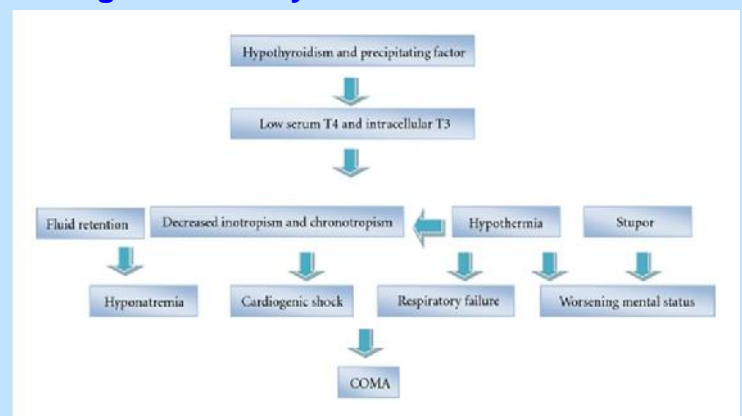 Hypothyroidism and precipitating factor
Low serum T4 and intracellular T3
Fluid retention
Decreased inotropism and chronotropism
Hypothermia
Stupor
Hyponatremia
Cardiogenic shock
Respiratory failure
Worsening mental status
COMA